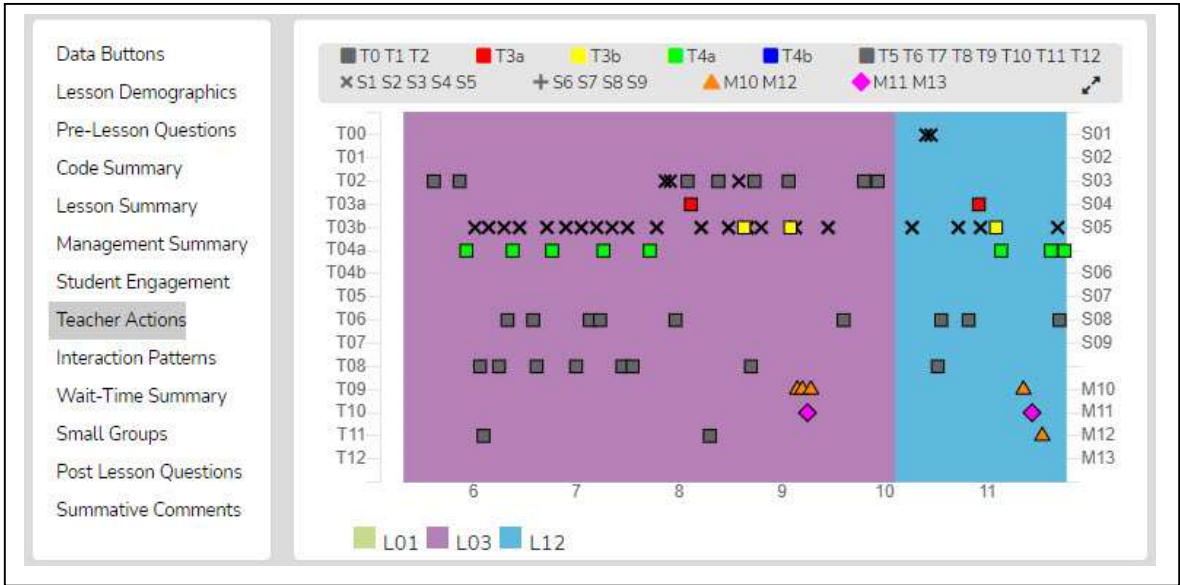 Data Buttons
Lesson Demographics
Pre-Lesson Questions
Code Summary
Lesson Summary
Management Summary
Student Engagement
Teacher Actions
Interaction Patterns
Wait-Time Summary
Small Groups
Post Lesson Questions
Summative Comments
T0 T1 T2 T3a T3b T4a T4b T5 T6 T7 T8 T9 T10 T11 T12
S1 S2 S3 S4 S5 S6 S7 S8 S9 M10 M12 M11 M13
T00 S01
T01 S02
T02 S03
T03a S04
T03b S05
T04a
T04b S06
T05 S07
T06 S08
T07 S09
T08
T09 M10
T10 M11
T11 M12
T12 M13
6 7 8 9 10 11
L01 L03 L12